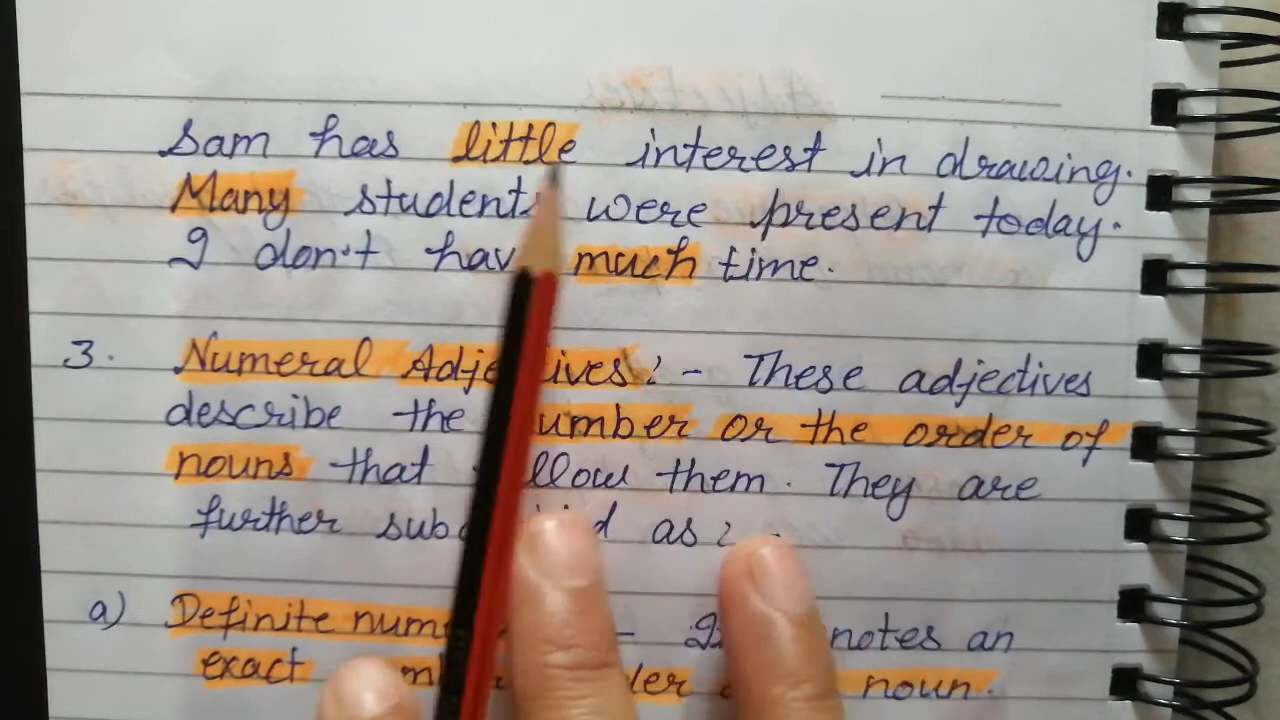 Sam has little interest in drawing.
Many students were present today.
I don't have much time.
3. Numeral Adjectives :- These adjectives
describe the number or the order of
nouns that follow them. They are
further as :-
a) Definite - notes an
exact noun.